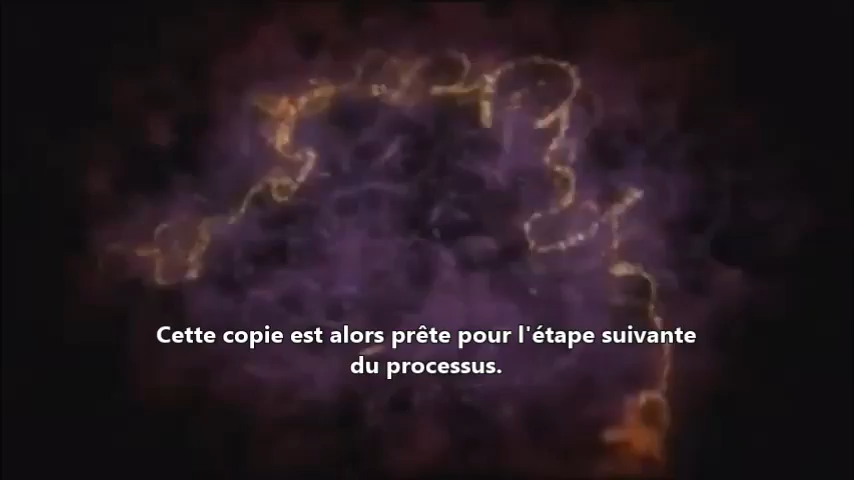 Cette copie est alors prête pour l'étape suivante
du processus.